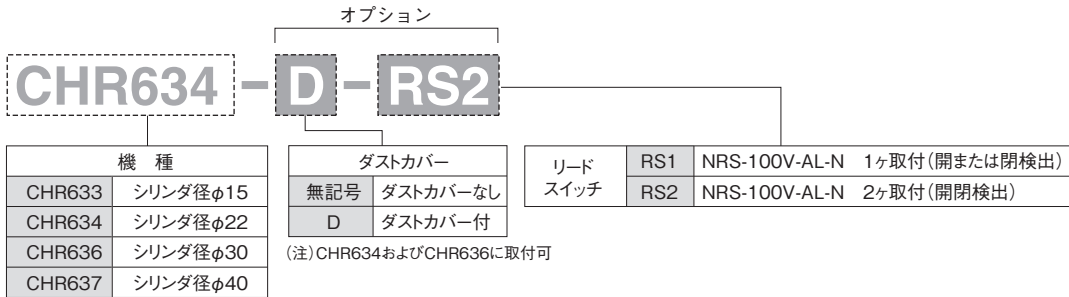 オプション
CHR634-D-RS2
機 種
CHR633 シリンダ径φ15
CHR634 シリンダ径φ22
CHR636 シリンダ径φ30
CHR637 シリンダ径φ40
ダストカバー
無記号 ダストカバーなし
D ダストカバー付
(注)CHR634およびCHR636に取付可
リード
スイッチ
RS1 NRS-100V-AL-N 1ヶ取付(開または閉検出)
RS2 NRS-100V-AL-N 2ヶ取付(開閉検出)